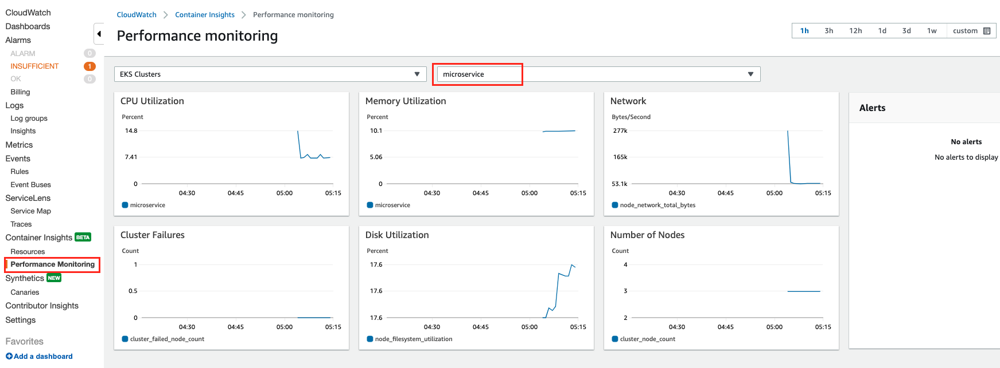 CloudWatch
Dashboards
Alarms
ALARM 0
INSUFFICIENT 1
OK 0
Billing
Logs
Log groups
Insights
Metrics
Events
Rules
Event Buses
ServiceLens
Service Map
Traces
Container Insights BETA
Resources
Performance Monitoring
Synthetics NEW
Canaries
Contributor Insights
Settings
Favorites
Add a dashboard
CloudWatch Container Insights Performance monitoring
Performance monitoring
1h 3h 12h 1d 3d 1w custom
EKS Clusters
microservice
CPU Utilization
Percent
14.8
7.41
0
04:30 04:45 05:00 05:15
microservice
Memory Utilization
Percent
10.1
5.06
0
04:30 04:45 05:00 05:15
microservice
Network
Bytes/Second
277k
165k
53.1k
04:30 04:45 05:00 05:15
node_network_total_bytes
Alerts
No alerts
No alerts to display
Cluster Failures
Count
1
0.5
0
04:30 04:45 05:00 05:15
cluster_failed_node_count
Disk Utilization
Percent
17.6
17.6
17.6
04:30 04:45 05:00 05:15
node_filesystem_utilization
Number of Nodes
Count
4
3
2
04:30 04:45 05:00 05:15
cluster_node_count